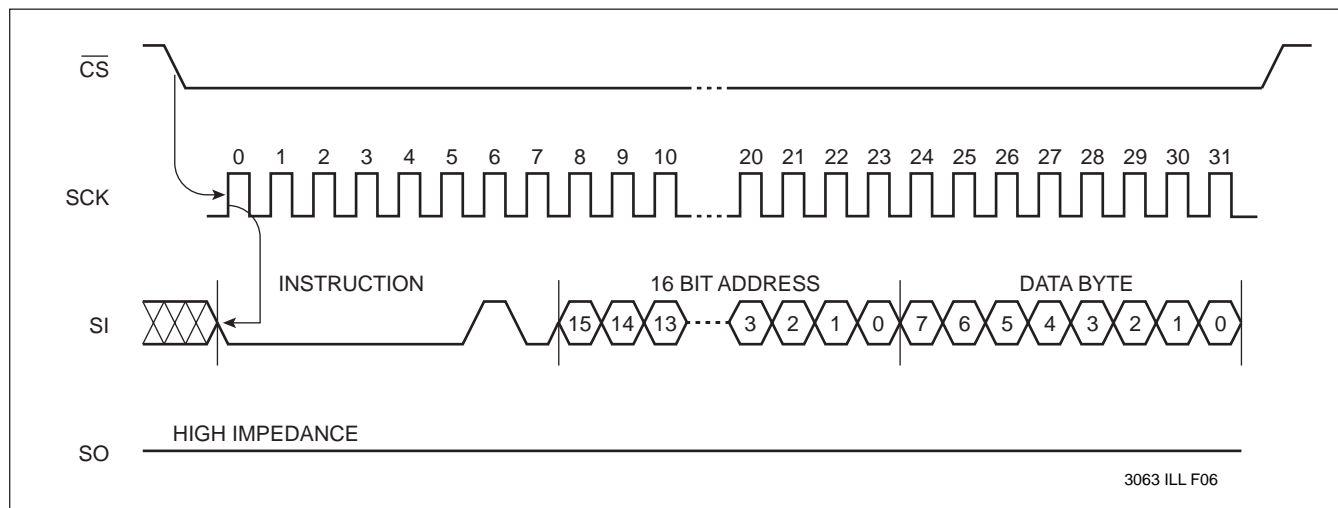 CS
0 1 2 3 4 5 6 7 8 9 10 20 21 22 23 24 25 26 27 28 29 30 31
SCK
INSTRUCTION 16 BIT ADDRESS DATA BYTE
SI 15 14 13 3 2 1 0 7 6 5 4 3 2 1 0
HIGH IMPEDANCE
SO
3063 ILL F06